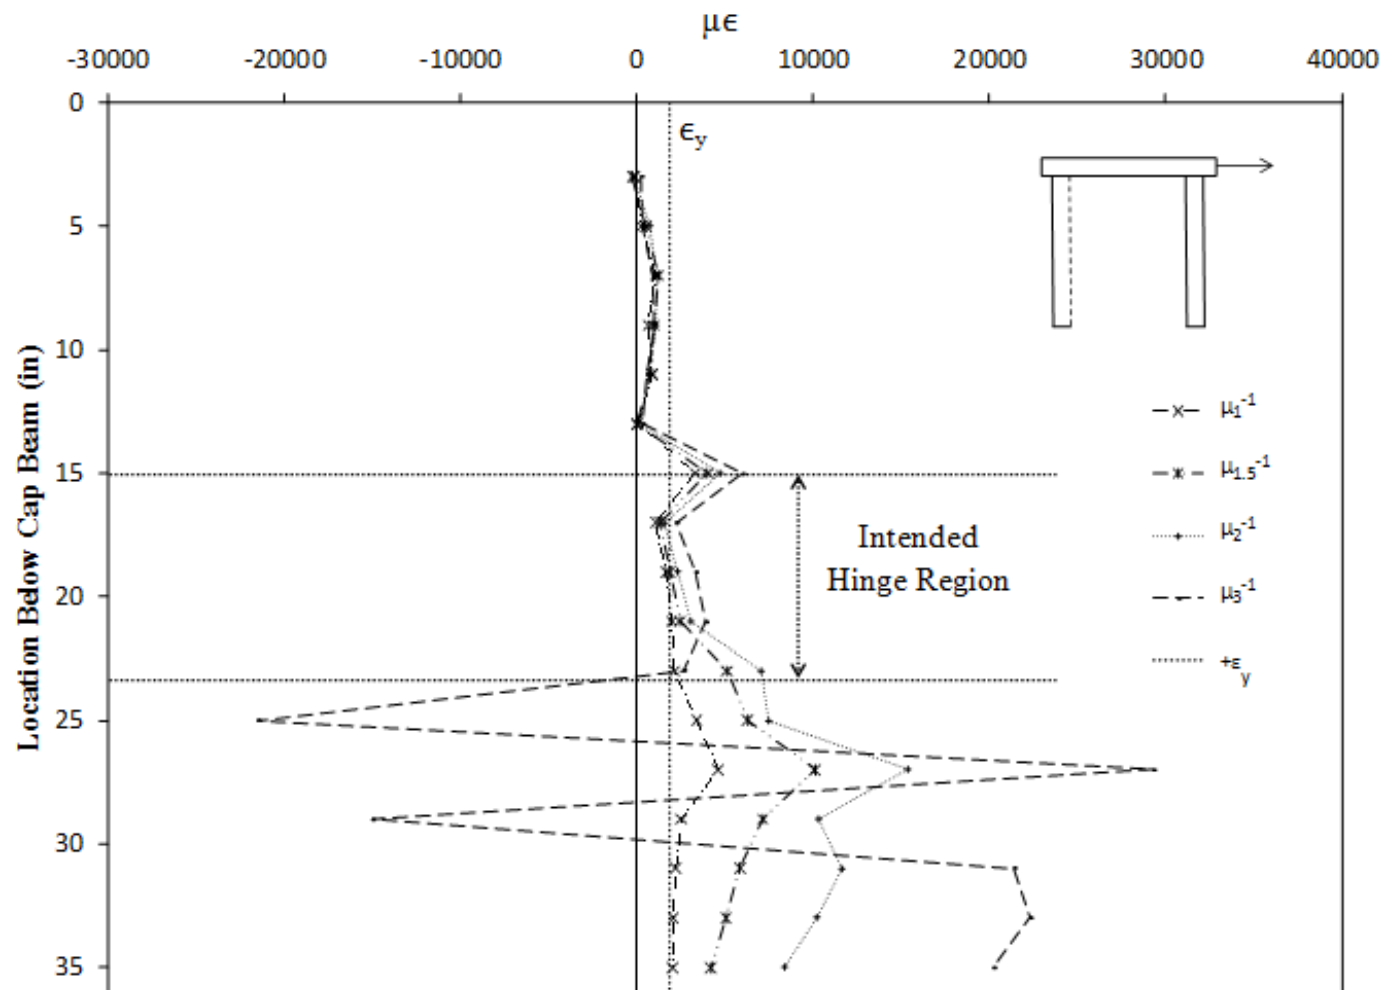 με
-30000 -20000 -10000 0 10000 20000 30000 40000
0
5
10
15
20
25
30
35
Location Below Cap Beam (in)
ϵy
Intended
Hinge Region
μ1^-1
μ1.5^-1
μ2^-1
μ3^-1
+εy